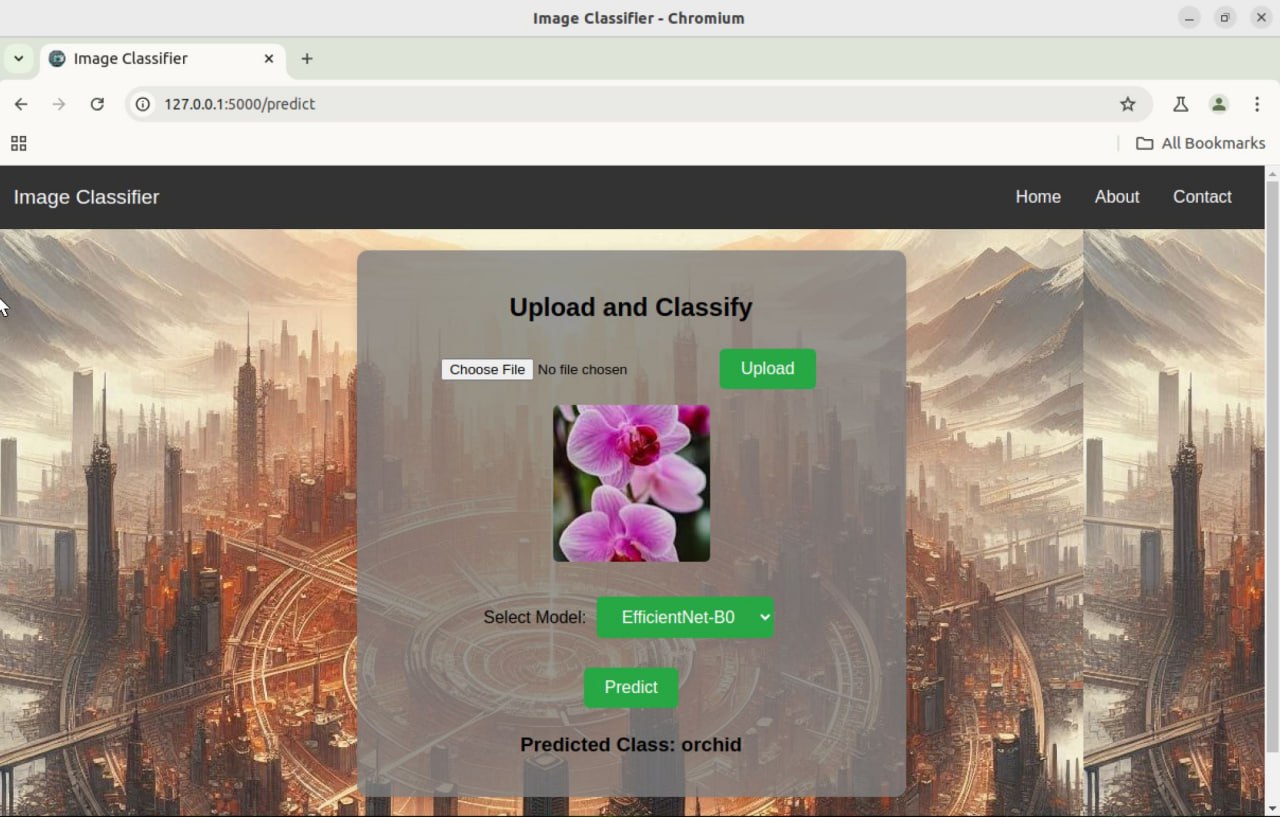 Image Classifier - Chromium
Image Classifier
127.0.0.1:5000/predict
All Bookmarks
Image Classifier
Home About Contact
Upload and Classify
Choose File No file chosen Upload
Select Model: EfficientNet-B0
Predict
Predicted Class: orchid